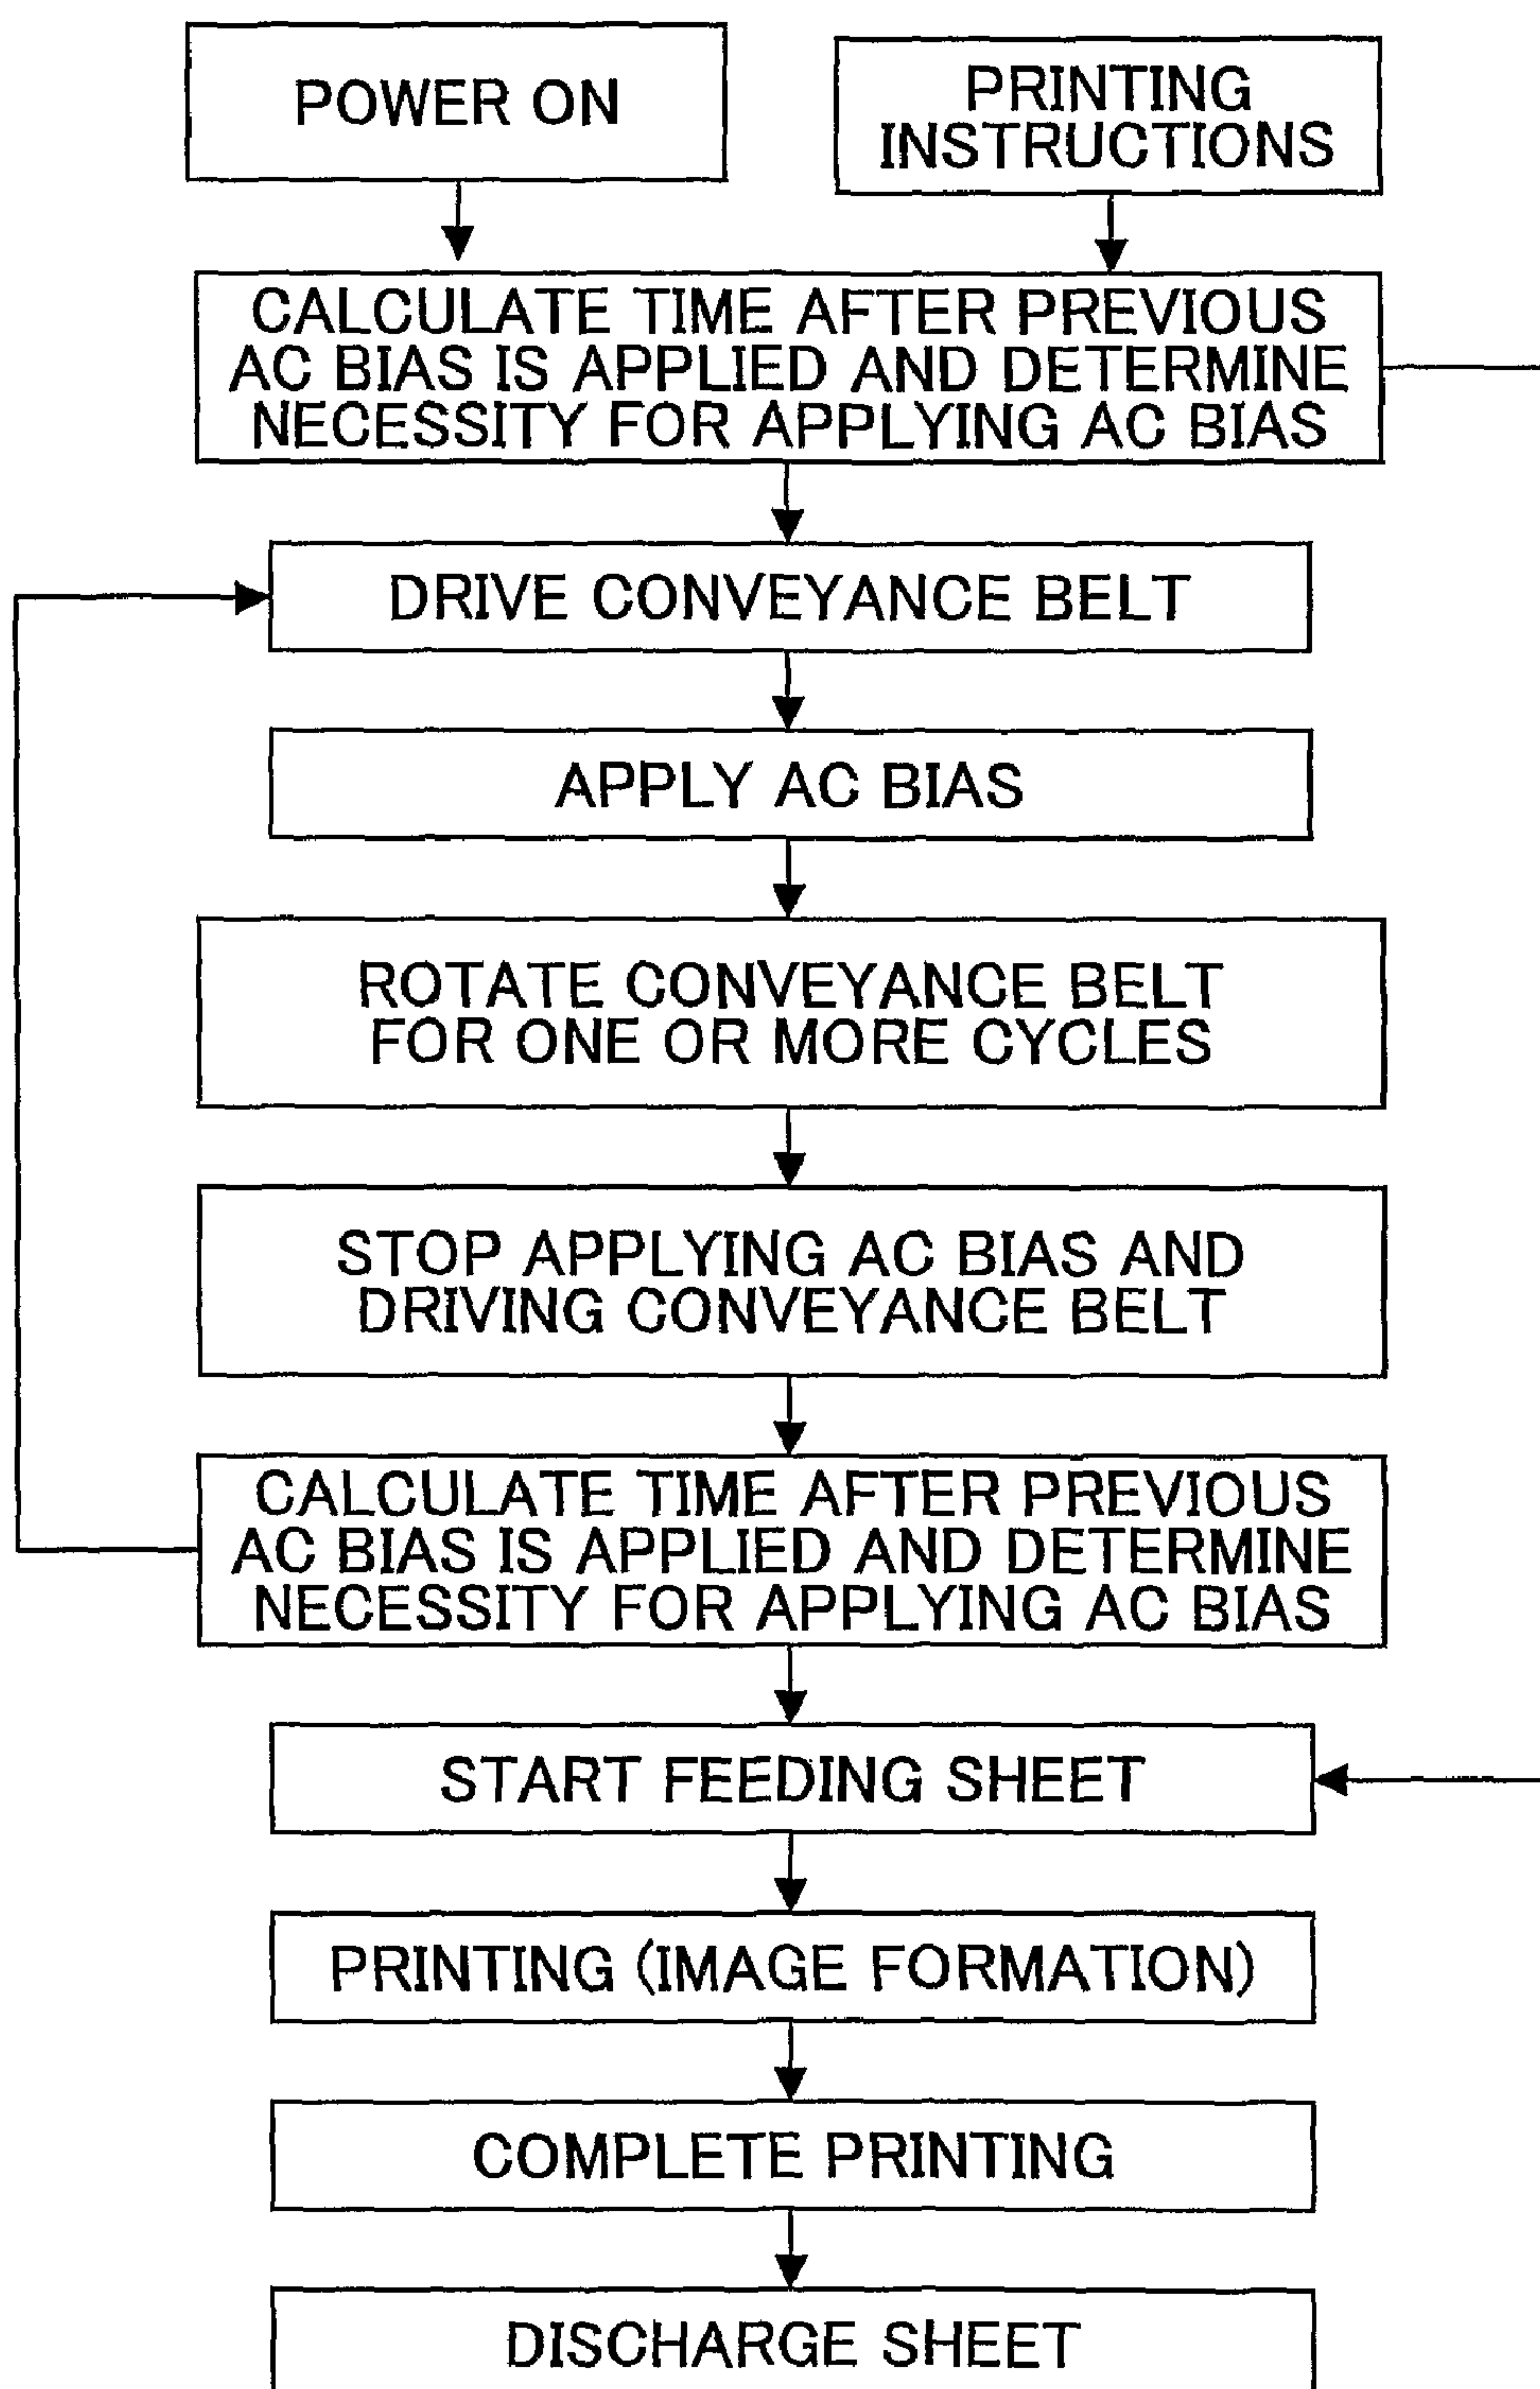 POWER ON
PRINTING
INSTRUCTIONS
CALCULATE TIME AFTER PREVIOUS
AC BIAS IS APPLIED AND DETERMINE
NECESSITY FOR APPLYING AC BIAS
DRIVE CONVEYANCE BELT
APPLY AC BIAS
ROTATE CONVEYANCE BELT
FOR ONE OR MORE CYCLES
STOP APPLYING AC BIAS AND
DRIVING CONVEYANCE BELT
CALCULATE TIME AFTER PREVIOUS
AC BIAS IS APPLIED AND DETERMINE
NECESSITY FOR APPLYING AC BIAS
START FEEDING SHEET
PRINTING (IMAGE FORMATION)
COMPLETE PRINTING
DISCHARGE SHEET